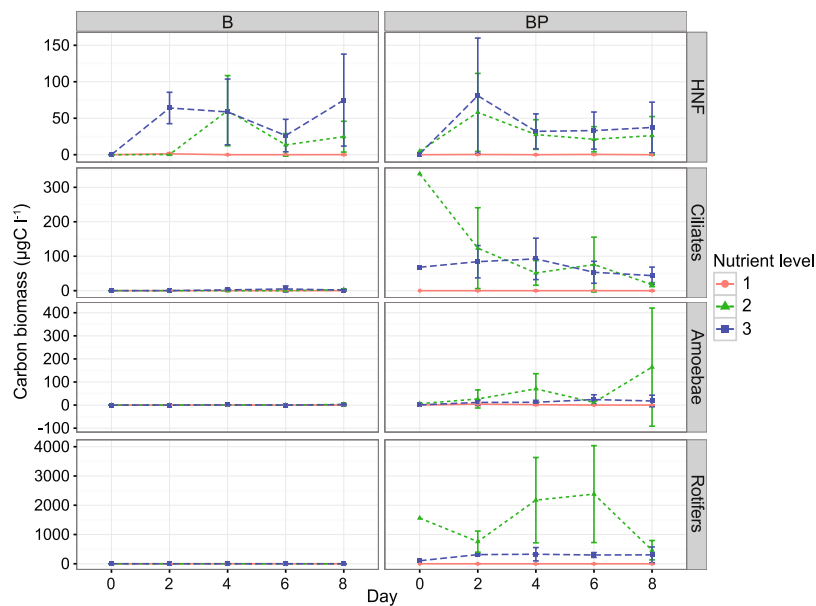 B BP
HNF
150
100
50
0
Ciliates
300
200
100
0
Amoebae
400
300
200
100
0
-100
Rotifers
4000
3000
2000
1000
0
0 2 4 6 8 0 2 4 6 8
Day
Carbon biomass (µgC l-1)
Nutrient level
1
2
3